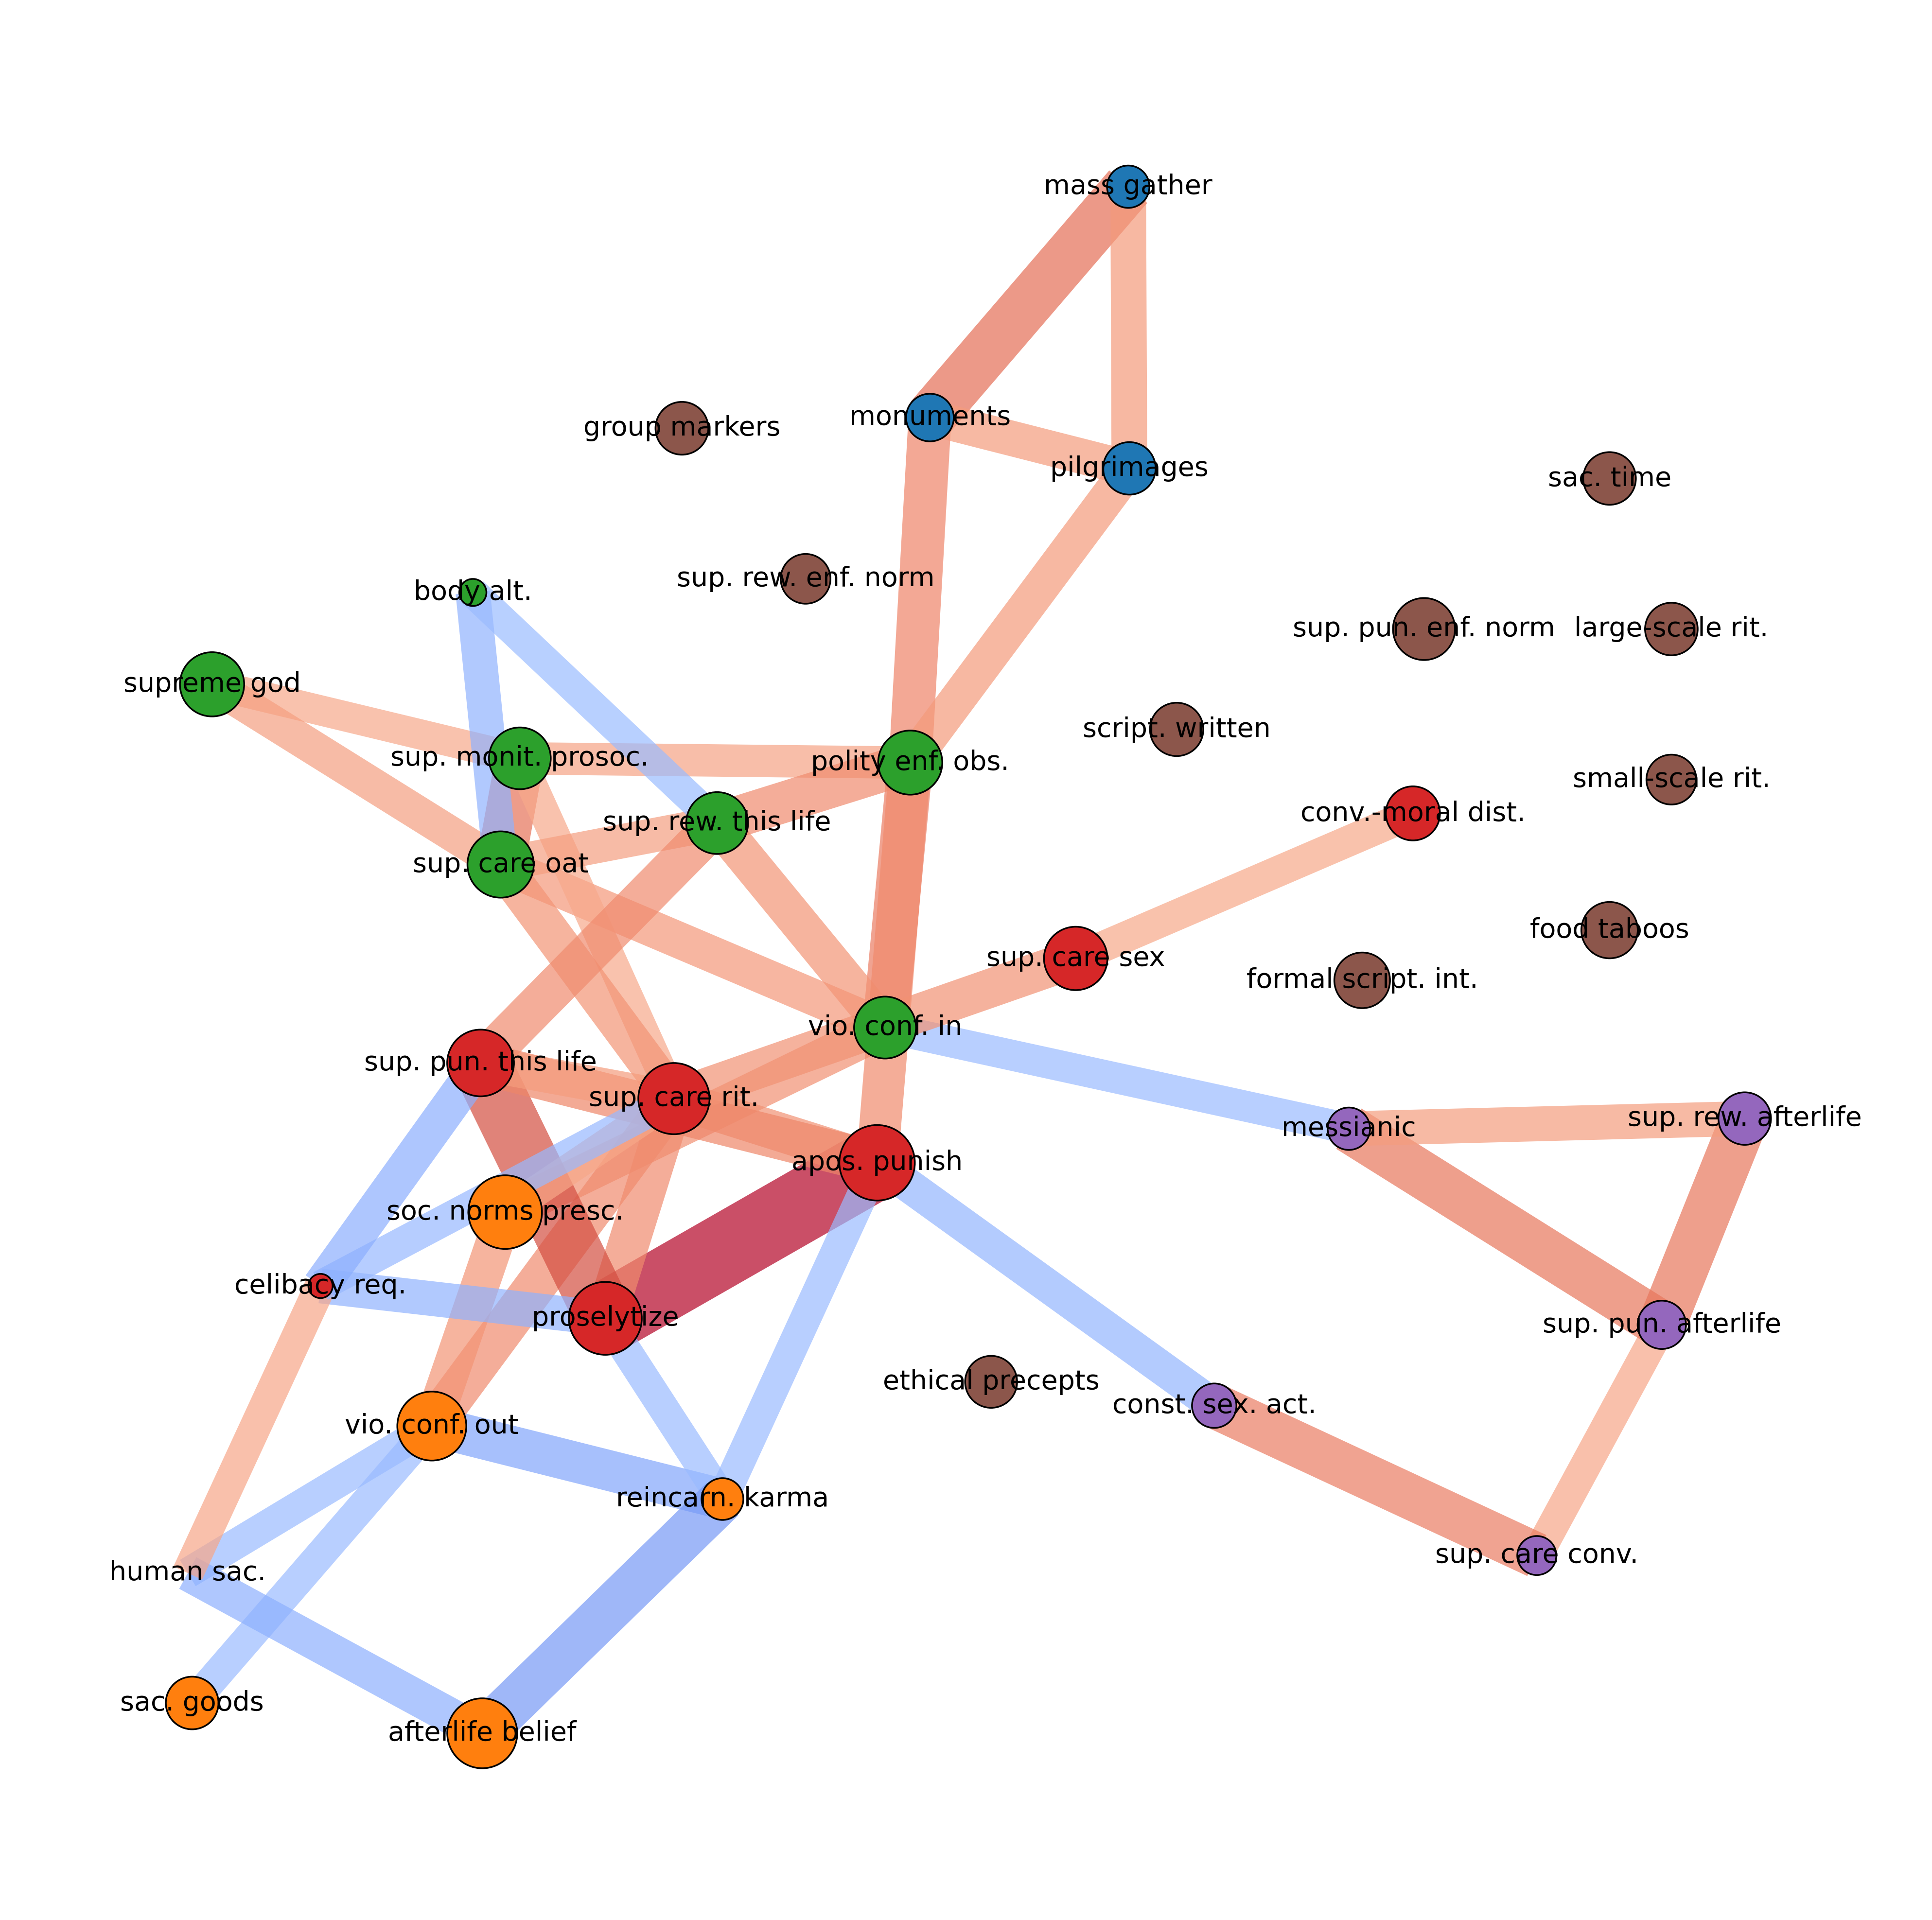 mass gather
monuments
group markers
pilgrimages
sac. time
sup. rew. enf. norm
body alt.
sup. pun. enf. norm
large-scale rit.
supreme god
script. written
sup. monit. prosoc.
polity enf. obs.
small-scale rit.
conv.-moral dist.
sup. rew. this life
sup. care oat
food taboos
sup. care sex
formal script. int.
vio. conf. in
sup. pun. this life
sup. care rit.
sup. rew. afterlife
messianic
apos. punish
soc. norms presc.
celibacy req.
proselytize
sup. pun. afterlife
ethical precepts
const. sex. act.
vio. conf. out
reincarn. karma
sup. care conv.
human sac.
sac. goods
afterlife belief